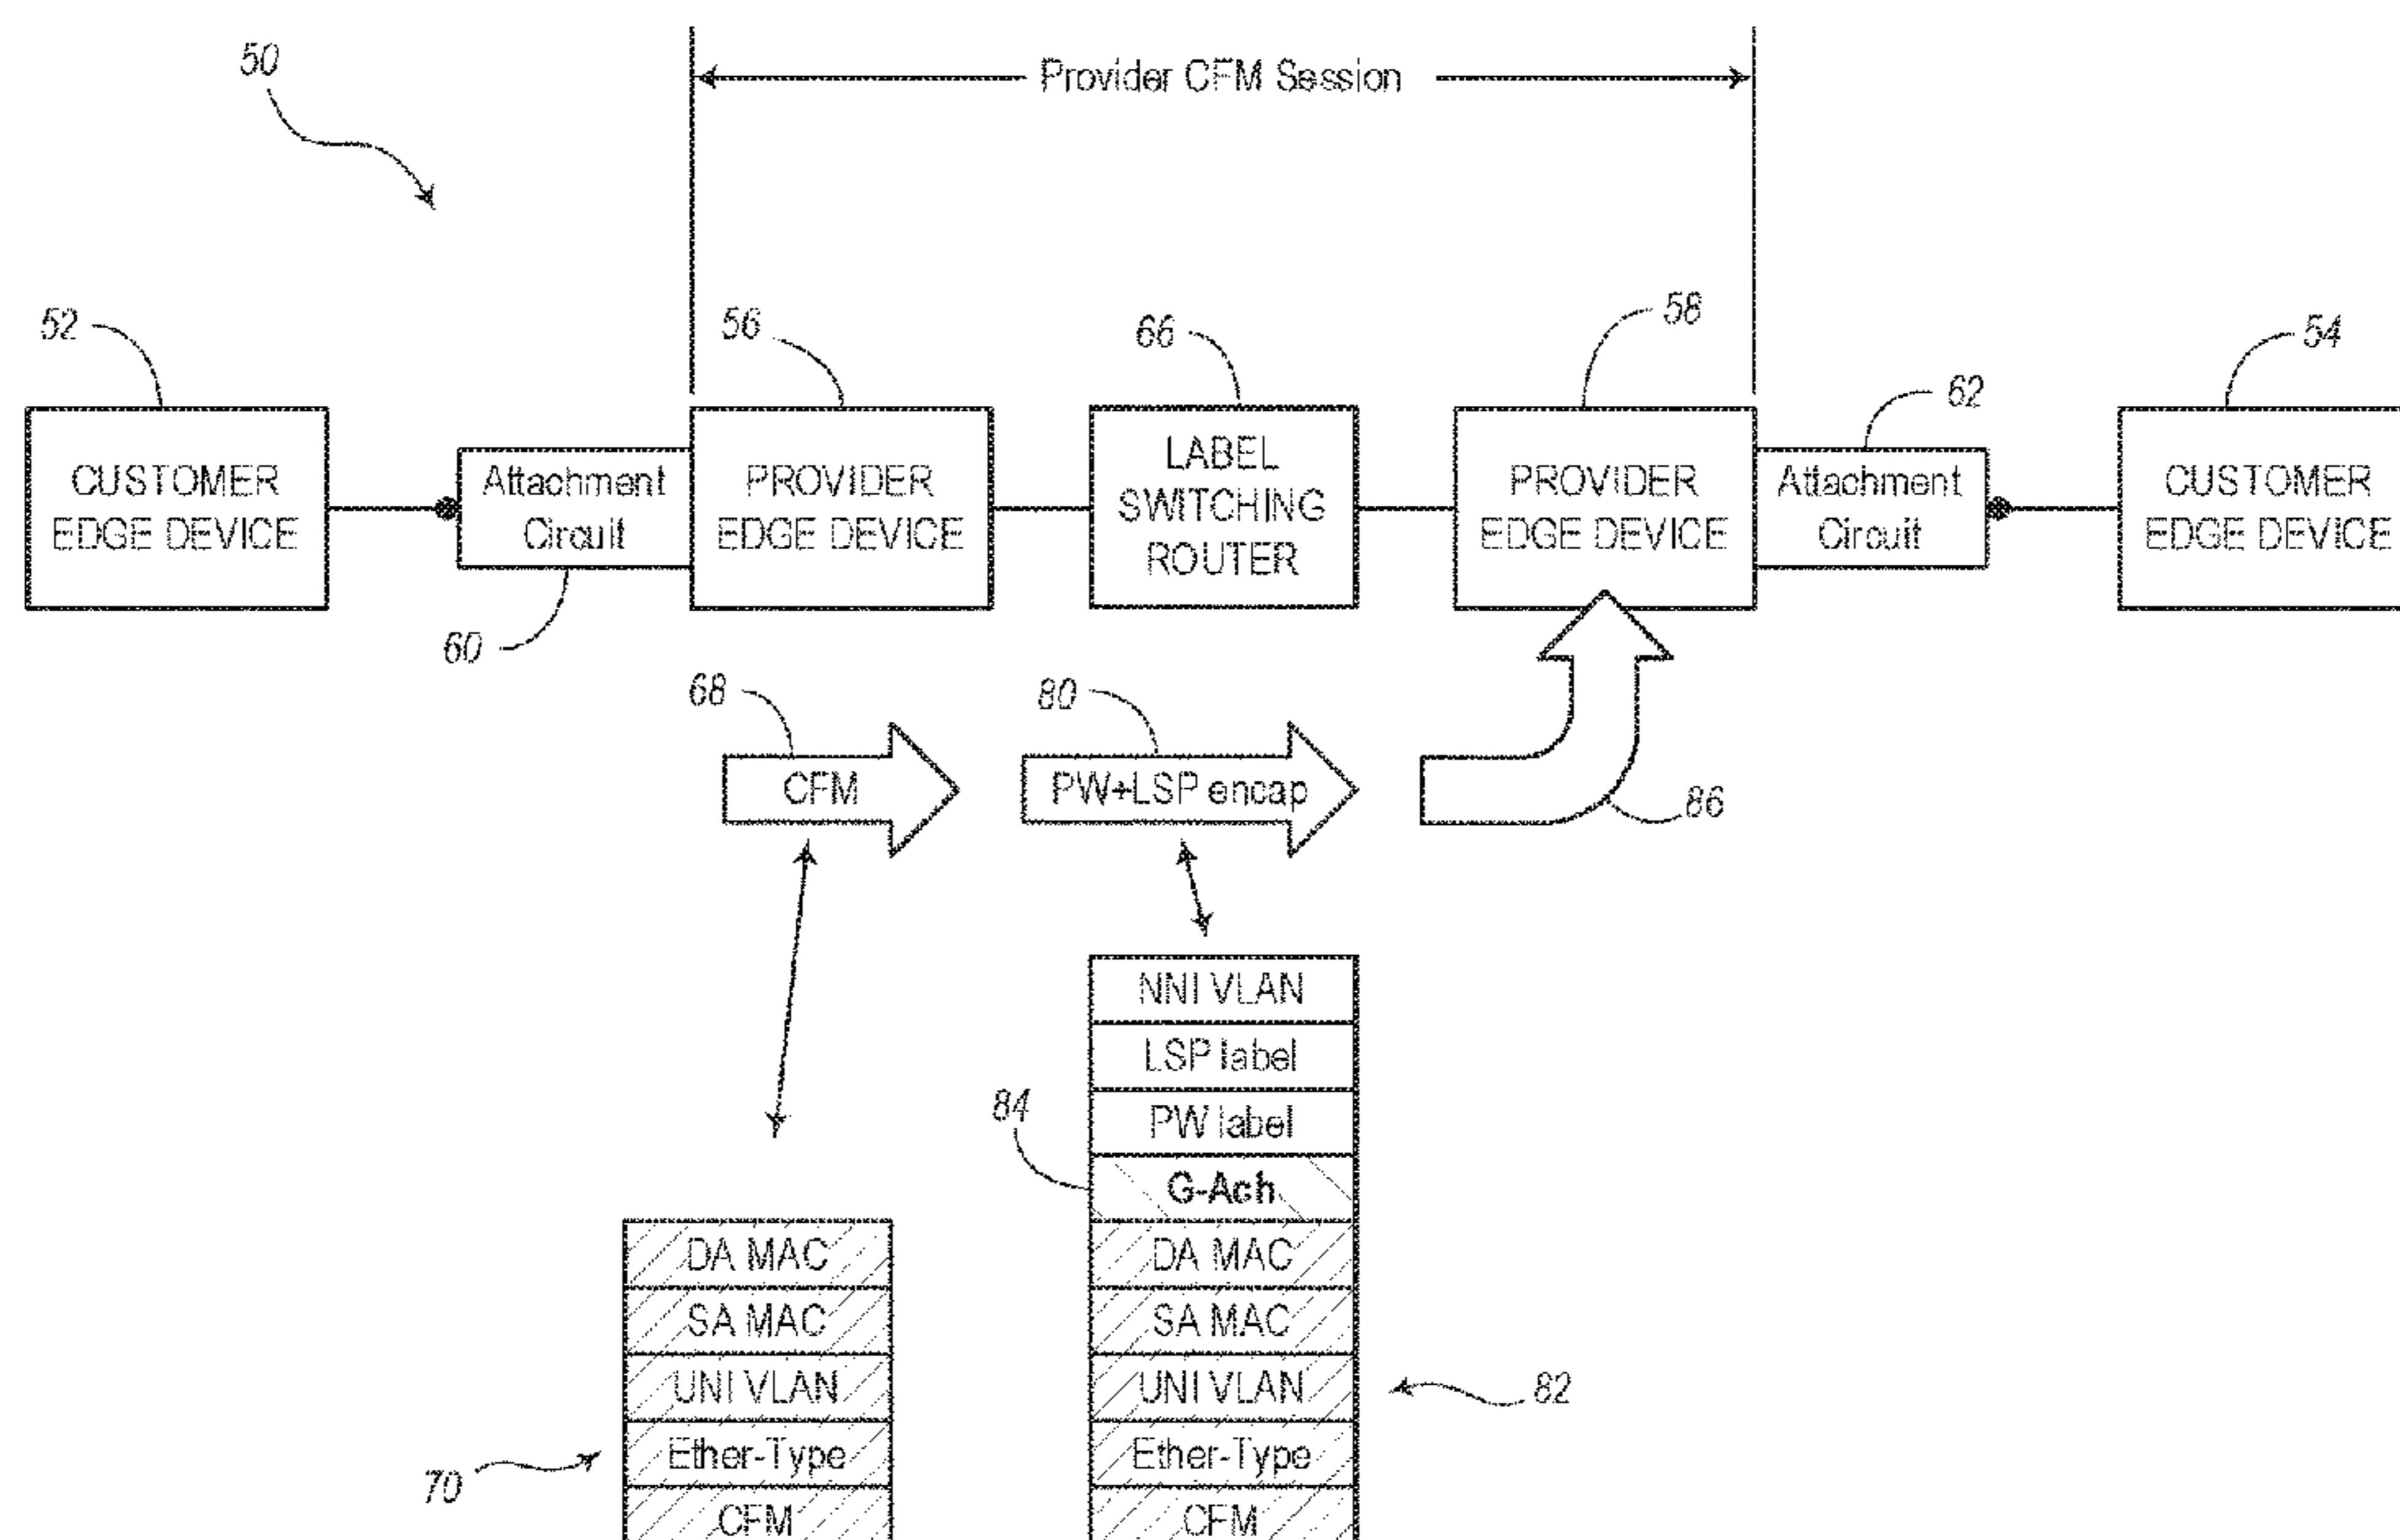 50
Provider CFM Session
52
56
66
58
62
54
CUSTOMER
EDGE DEVICE
Attachment
Circuit
PROVIDER
EDGE DEVICE
LABEL
SWITCHING
ROUTER
PROVIDER
EDGE DEVICE
Attachment
Circuit
CUSTOMER
EDGE DEVICE
60
68
80
CFM
PW+LSP encap
86
NNI VLAN
LSP label
PW label
84
G-Ach
DA MAC
SA MAC
UNI VLAN
Ether-Type
CFM
70
DA MAC
SA MAC
UNI VLAN
Ether-Type
CFM
82